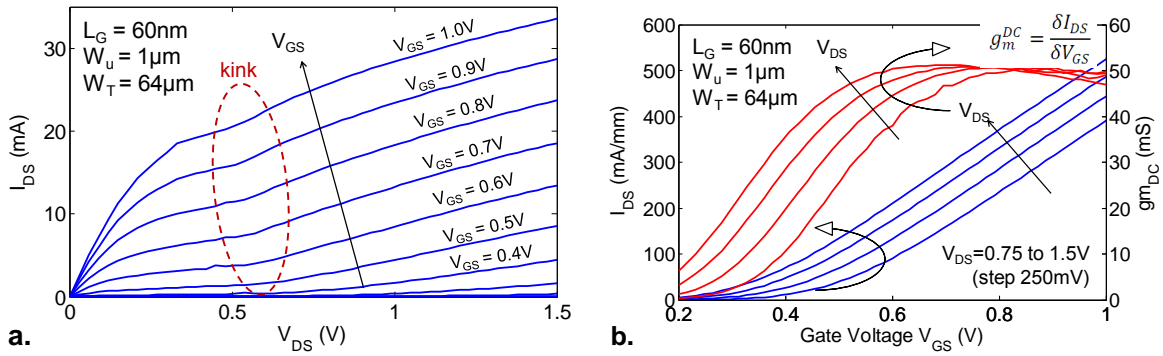 L_G = 60nm
W_u = 1µm
W_T = 64µm
kink
V_GS
V_GS = 1.0V
V_GS = 0.9V
V_GS = 0.8V
V_GS = 0.7V
V_GS = 0.6V
V_GS = 0.5V
V_GS = 0.4V
I_DS (mA)
30
20
10
0
0
0.5
1
1.5
V_DS (V)
a.
L_G = 60nm
W_u = 1µm
W_T = 64µm
V_DS
g_m^DC = δI_DS / δV_GS
V_DS
V_DS=0.75 to 1.5V
(step 250mV)
I_DS (mA/mm)
600
500
400
300
200
100
0
0.2
0.4
0.6
0.8
1
Gate Voltage V_GS (V)
60
50
40
30
20
10
0
gm_DC (mS)
b.